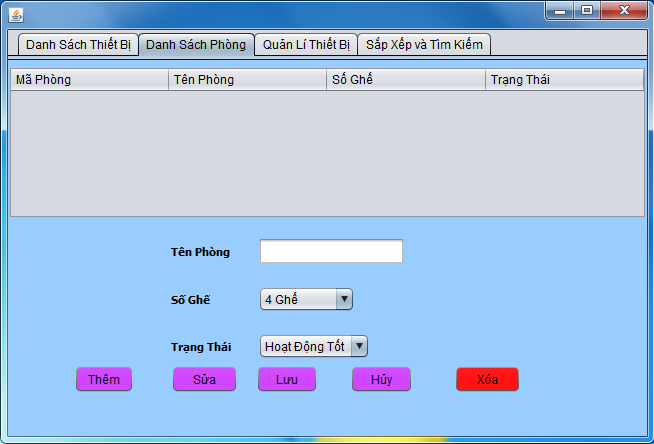 Danh Sách Thiết Bị Danh Sách Phòng Quản Lí Thiết Bị Sắp Xếp và Tìm Kiếm
Mã Phòng Tên Phòng Số Ghế Trạng Thái
Tên Phòng
Số Ghế 4 Ghế
Trạng Thái Hoạt Động Tốt
Thêm Sửa Lưu Hủy Xóa